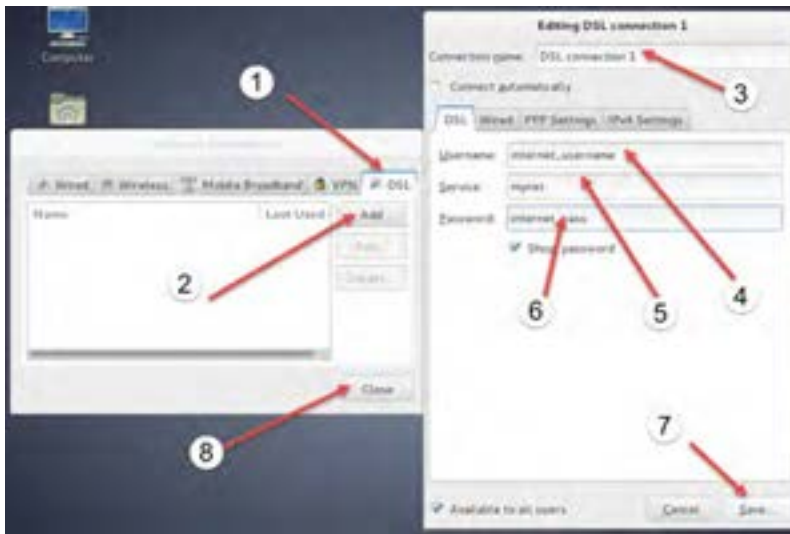 Computer
Wired Wireless Mobile Broadband VPN DSL
Name Last Used Add
Close
Editing DSL connection 1
Connection name: DSL connection 1
Connect automatically
DSL Wired PPP Settings IPv4 Settings
Username: internet_username
Service: mynet
Password: internet_pass
Show password
Available to all users Cancel Save...
1
2
3
4
5
6
7
8